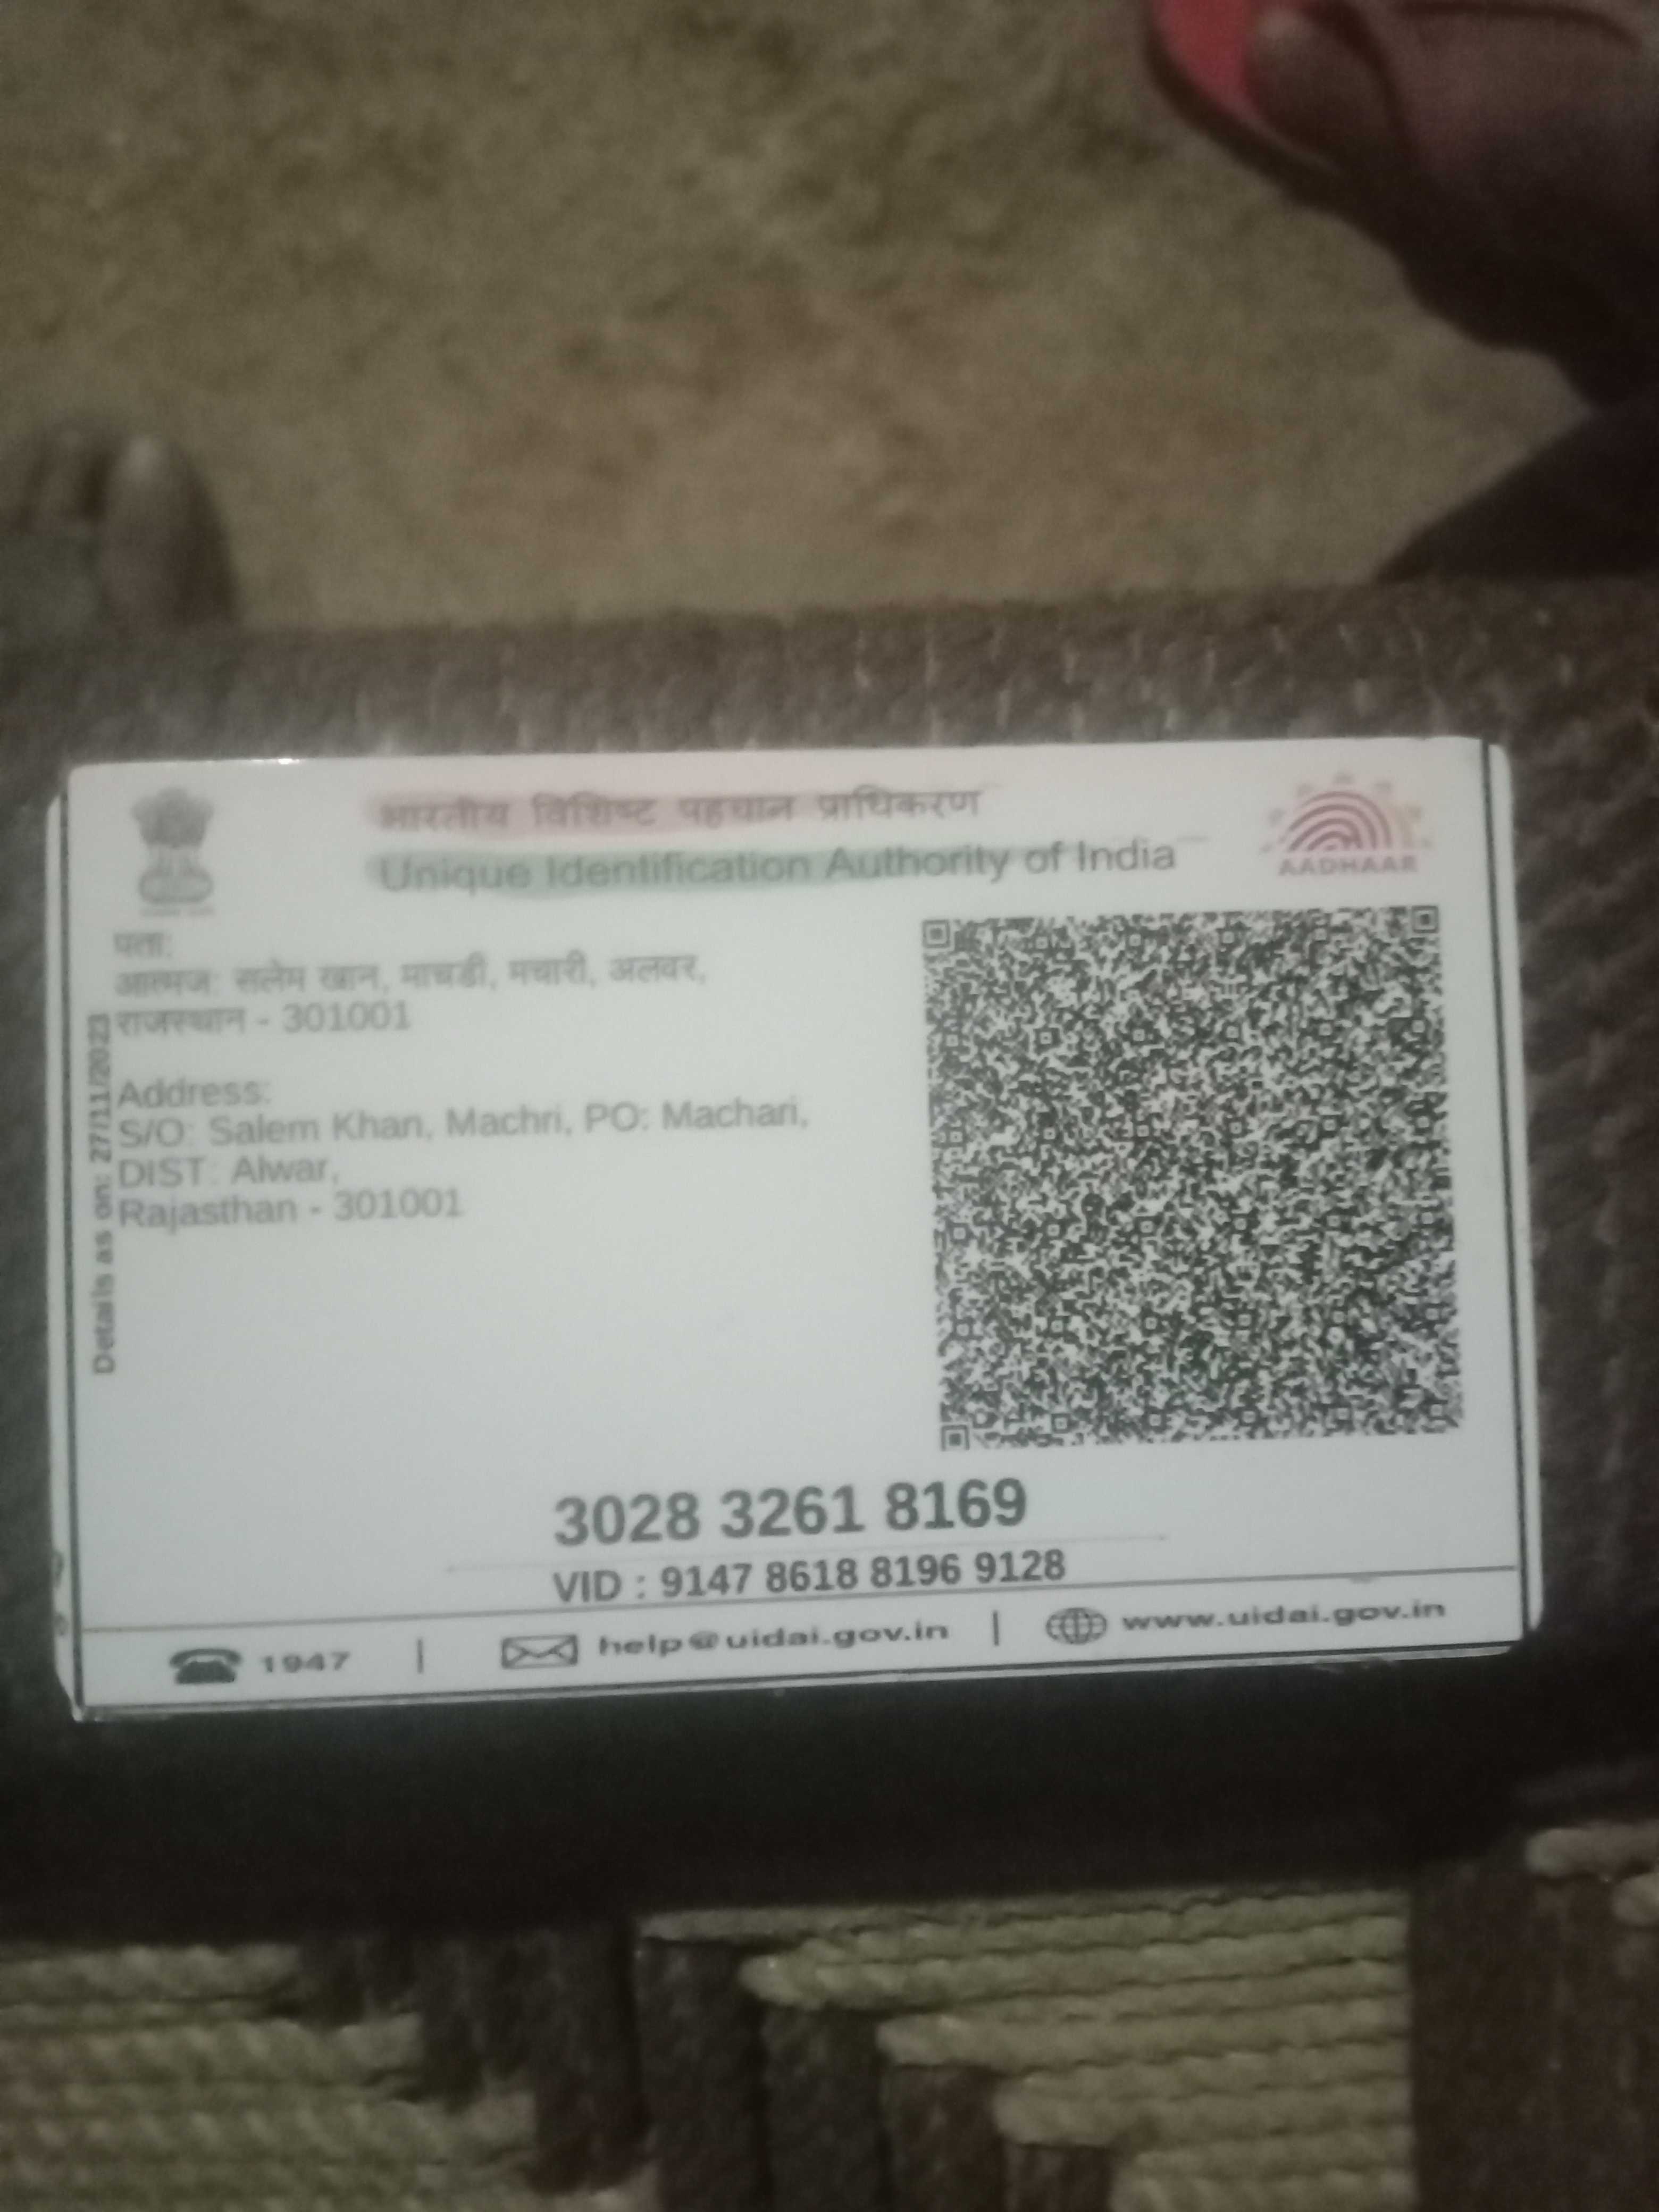 भारतीय विशिष्ट पहचान प्राधिकरण
Unique Identification Authority of India
AADHAAR
पता:
आत्मज: सलेम खान, माचडी, मचारी, अलवर,
राजस्थान - 301001
Address:
S/O: Salem Khan, Machri, PO: Machari,
DIST: Alwar,
Rajasthan - 301001
Details as on: 27/11/2023
3028 3261 8169
VID : 9147 8618 8196 9128
1947 | help@uidai.gov.in | www.uidai.gov.in